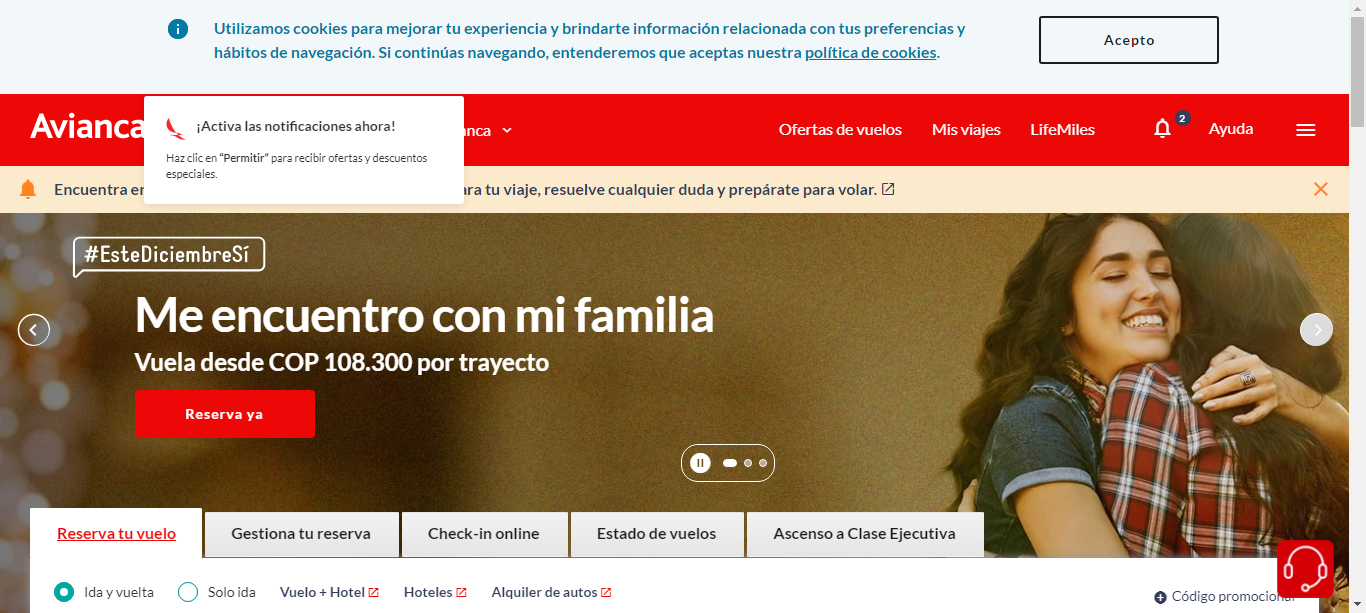 Utilizamos cookies para mejorar tu experiencia y brindarte información relacionada con tus preferencias y
hábitos de navegación. Si continúas navegando, entenderemos que aceptas nuestra política de cookies.
Acepto
Avianca
¡Activa las notificaciones ahora!
Haz clic en “Permitir” para recibir ofertas y descuentos
especiales.
anca
Ofertas de vuelos
Mis viajes
LifeMiles
2
Ayuda
Encuentra
para tu viaje, resuelve cualquier duda y prepárate para volar.
#EsteDiciembreSí
Me encuentro con mi familia
Vuela desde COP 108.300 por trayecto
Reserva ya
Reserva tu vuelo
Gestiona tu reserva
Check-in online
Estado de vuelos
Ascenso a Clase Ejecutiva
Ida y vuelta
Solo ida
Vuelo + Hotel
Hoteles
Alquiler de autos
Código promocional